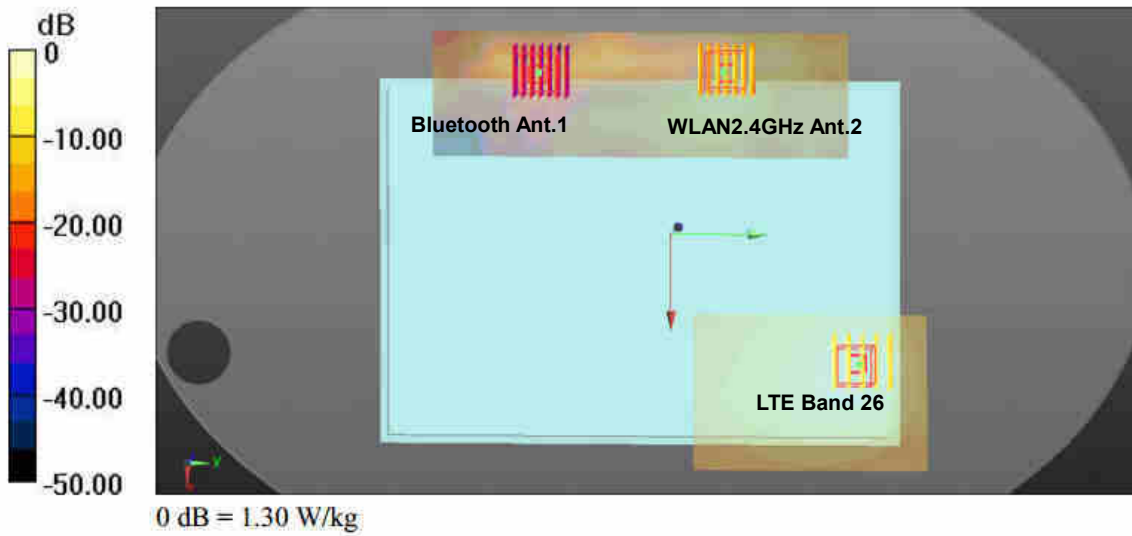 dB
0
-10.00
-20.00
-30.00
-40.00
-50.00
Bluetooth Ant.1
WLAN2.4GHz Ant.2
LTE Band 26
y
0 dB = 1.30 W/kg